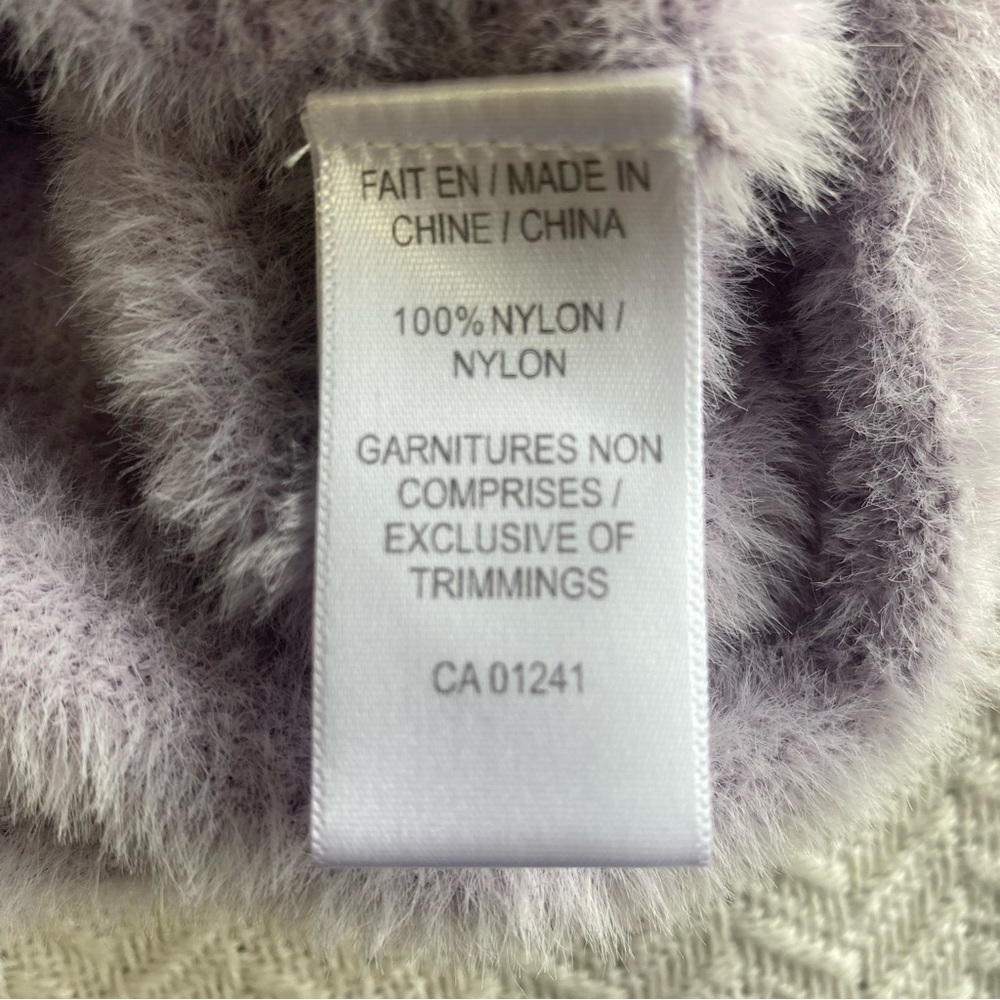 FAIT EN / MADE IN
CHINE / CHINA
100% NYLON /
NYLON
GARNITURES NON
COMPRISES /
EXCLUSIVE OF
TRIMMINGS
CA 01241